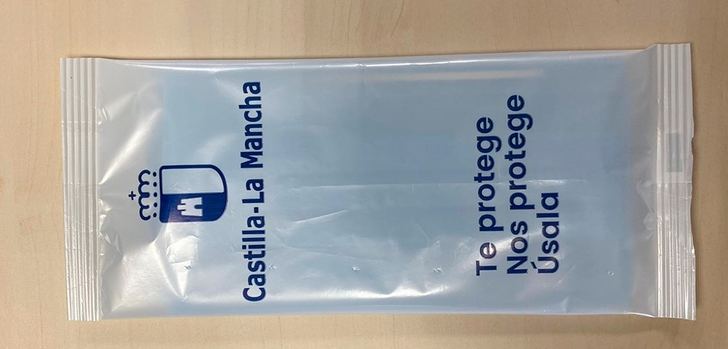 Castilla-La Mancha
Te protege
Nos protege
Úsala